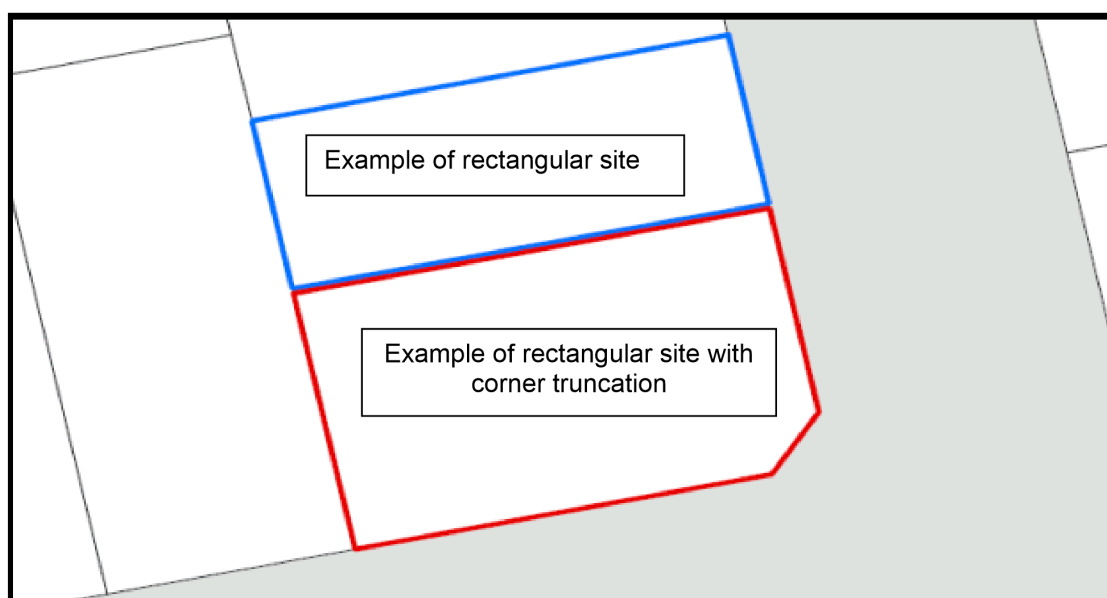 Example of rectangular site
Example of rectangular site with
corner truncation